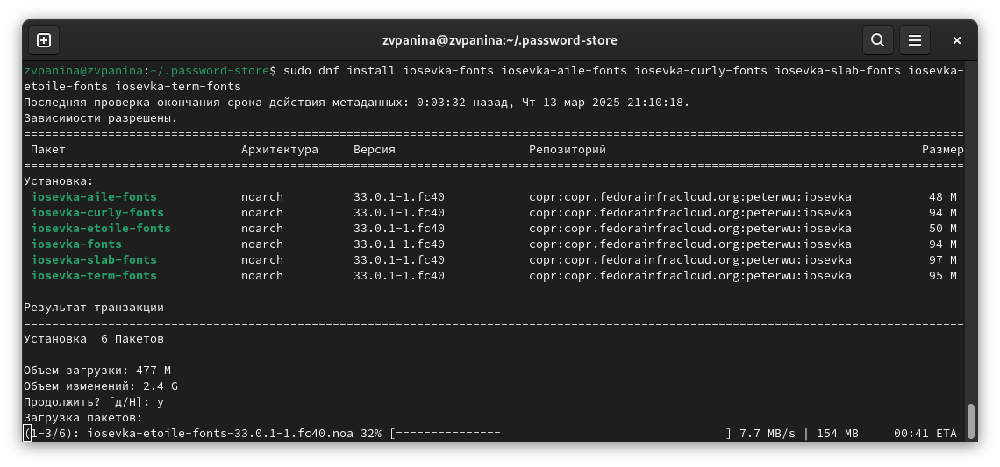 zvpanina@zvpanina:~/.password-store
zvpanina@zvpanina:~/.password-store$ sudo dnf install iosevka-fonts iosevka-aile-fonts iosevka-curly-fonts iosevka-slab-fonts iosevka-
etoile-fonts iosevka-term-fonts
Последняя проверка окончания срока действия метаданных: 0:03:32 назад, Чт 13 мар 2025 21:10:18.
Зависимости разрешены.
================================================================================
Пакет Архитектура Версия Репозиторий Размер
================================================================================
Установка:
iosevka-aile-fonts noarch 33.0.1-1.fc40 copr:copr.fedorainfracloud.org:peterwu:iosevka 48 M
iosevka-curly-fonts noarch 33.0.1-1.fc40 copr:copr.fedorainfracloud.org:peterwu:iosevka 94 M
iosevka-etoile-fonts noarch 33.0.1-1.fc40 copr:copr.fedorainfracloud.org:peterwu:iosevka 50 M
iosevka-fonts noarch 33.0.1-1.fc40 copr:copr.fedorainfracloud.org:peterwu:iosevka 94 M
iosevka-slab-fonts noarch 33.0.1-1.fc40 copr:copr.fedorainfracloud.org:peterwu:iosevka 97 M
iosevka-term-fonts noarch 33.0.1-1.fc40 copr:copr.fedorainfracloud.org:peterwu:iosevka 95 M
Результат транзакции
================================================================================
Установка 6 Пакетов
Объем загрузки: 477 M
Объем изменений: 2.4 G
Продолжить? [д/Н]: y
Загрузка пакетов:
(1-3/6): iosevka-etoile-fonts-33.0.1-1.fc40.noa 32% [=============== ] 7.7 MB/s | 154 MB 00:41 ETA